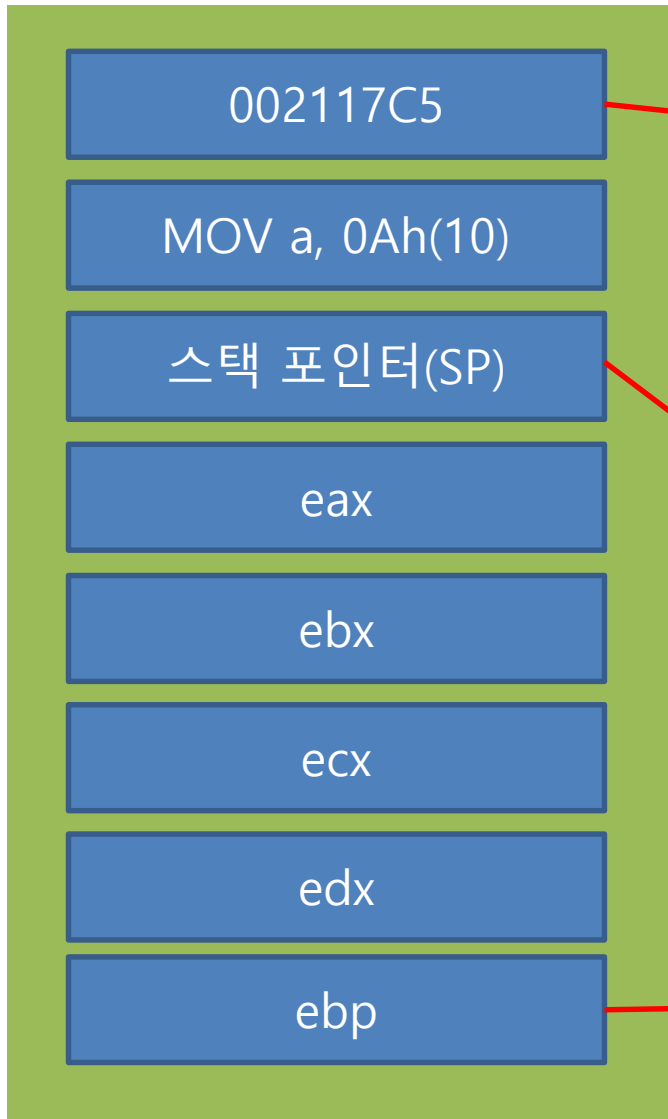 002117C5
MOV a, 0Ah(10)
스택 포인터(SP)
eax
ebx
ecx
edx
ebp